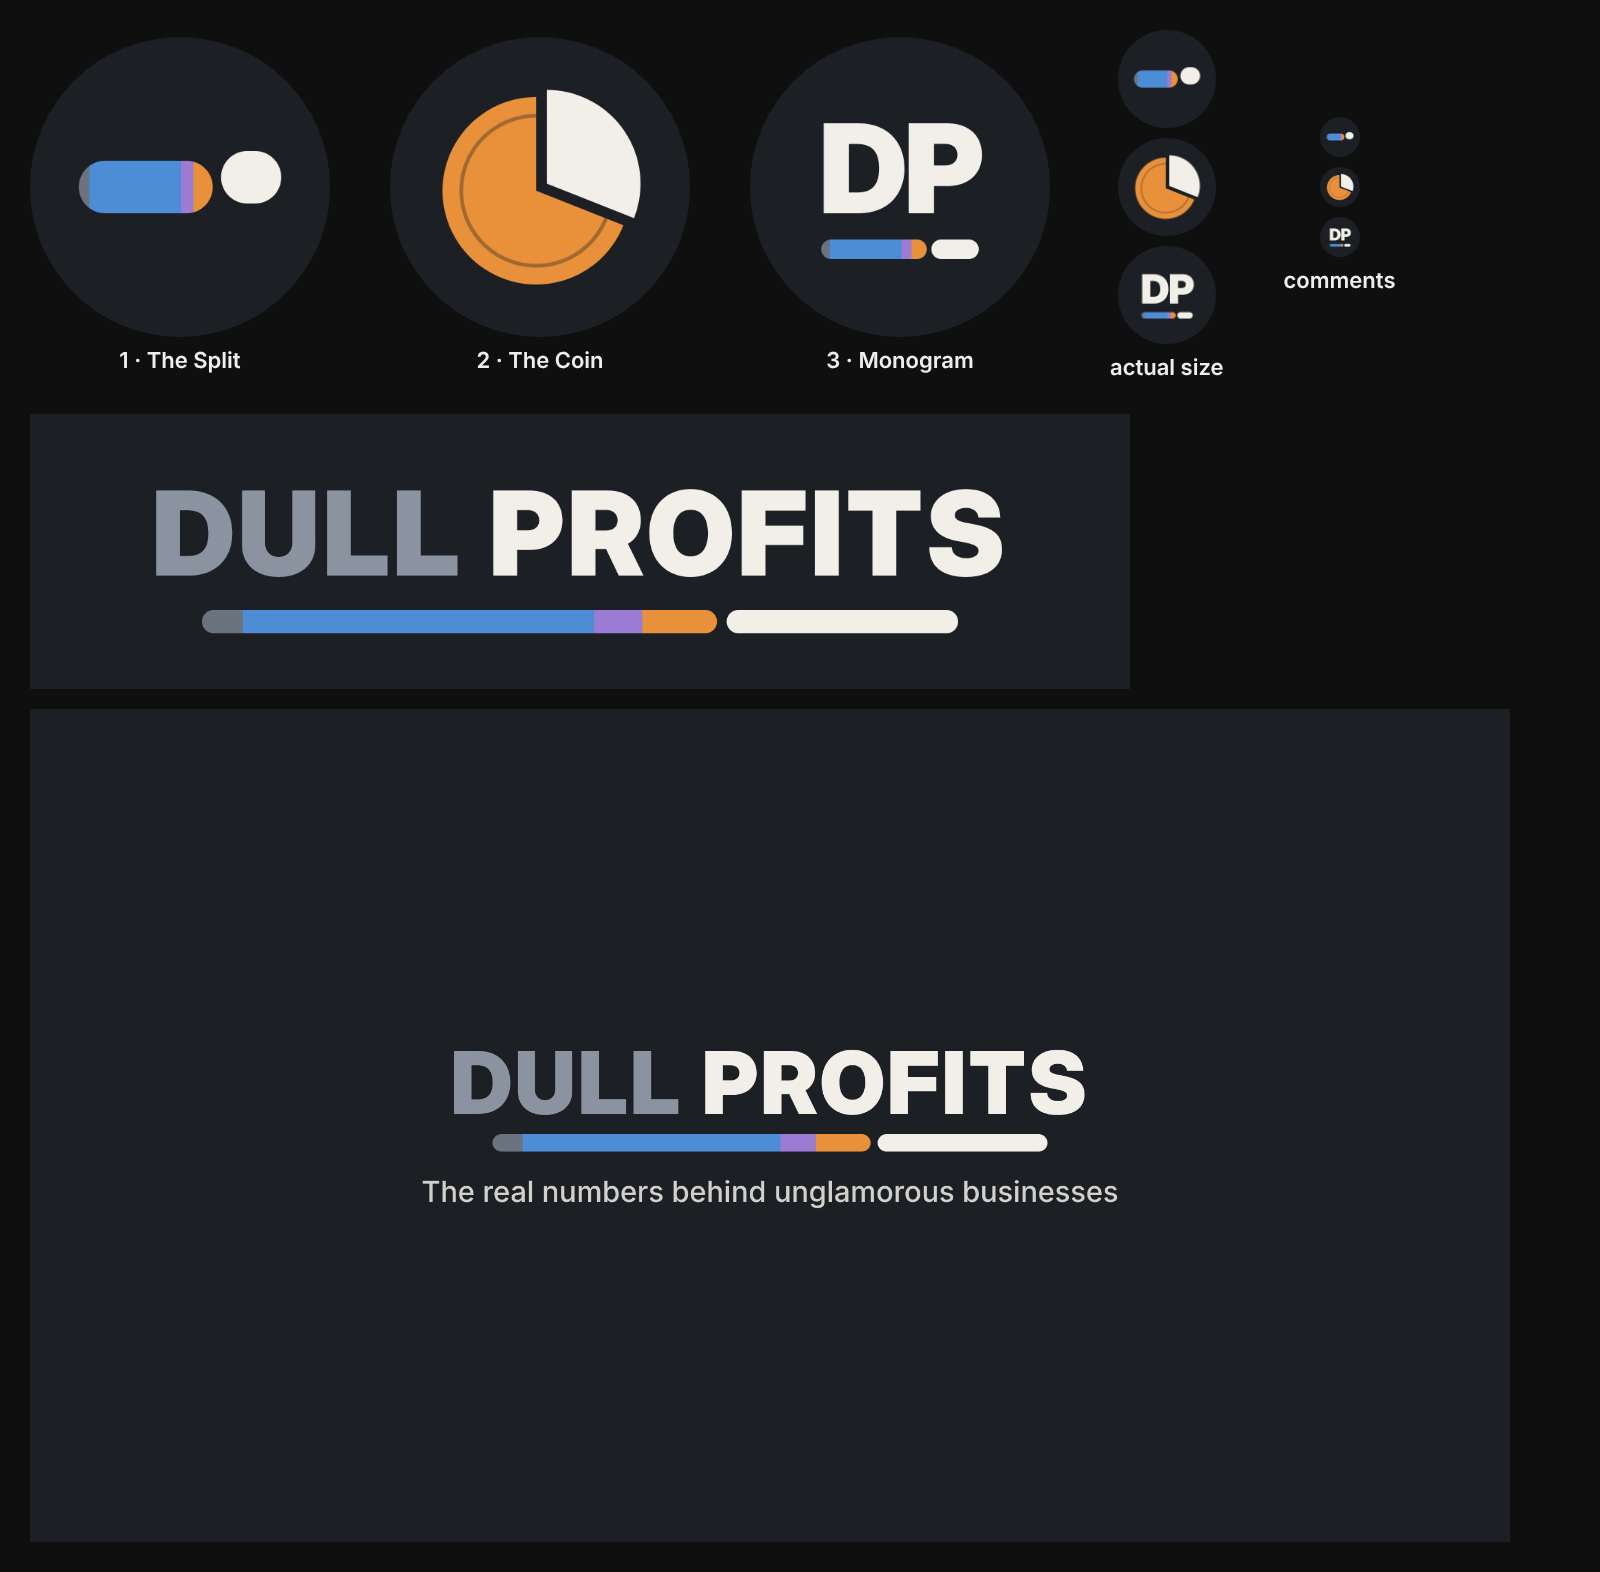 DP
1 · The Split
2 · The Coin
3 · Monogram
DP
actual size
DP
comments
DULL PROFITS
DULL PROFITS
The real numbers behind unglamorous businesses